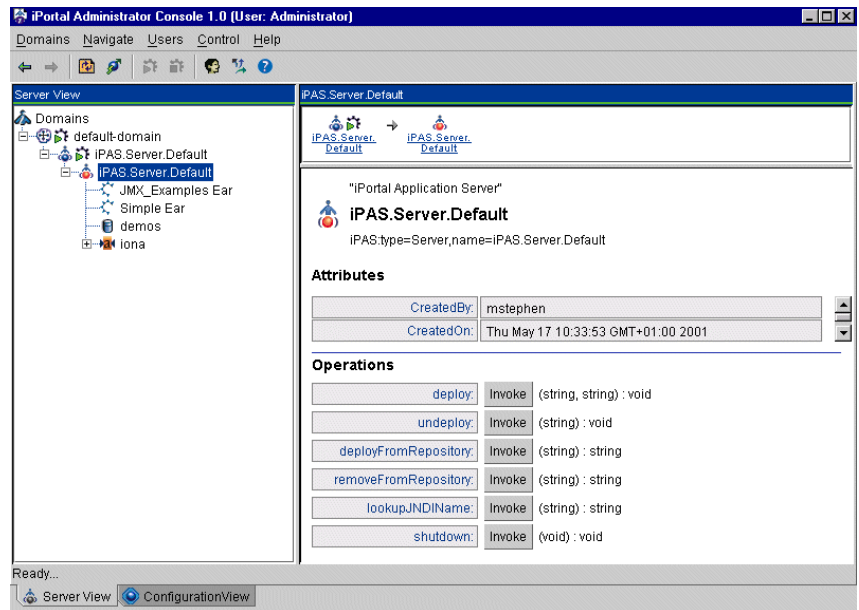 iPortal Administrator Console 1.0 (User: Administrator)
Domains Navigate Users Control Help
Server View
Domains
default-domain
iPAS.Server.Default
iPAS.Server.Default
JMX_Examples Ear
Simple Ear
demos
iona
iPAS.Server.Default
iPAS.Server.
Default
iPAS.Server.
Default
"iPortal Application Server"
iPAS.Server.Default
iPAS:type=Server,name=iPAS.Server.Default
Attributes
CreatedBy: mstephen
CreatedOn: Thu May 17 10:33:53 GMT+01:00 2001
Operations
deploy: Invoke (string, string) : void
undeploy: Invoke (string) : void
deployFromRepository: Invoke (string) : string
removeFromRepository: Invoke (string) : string
lookupJNDIName: Invoke (string) : string
shutdown: Invoke (void) : void
Ready...
Server View ConfigurationView